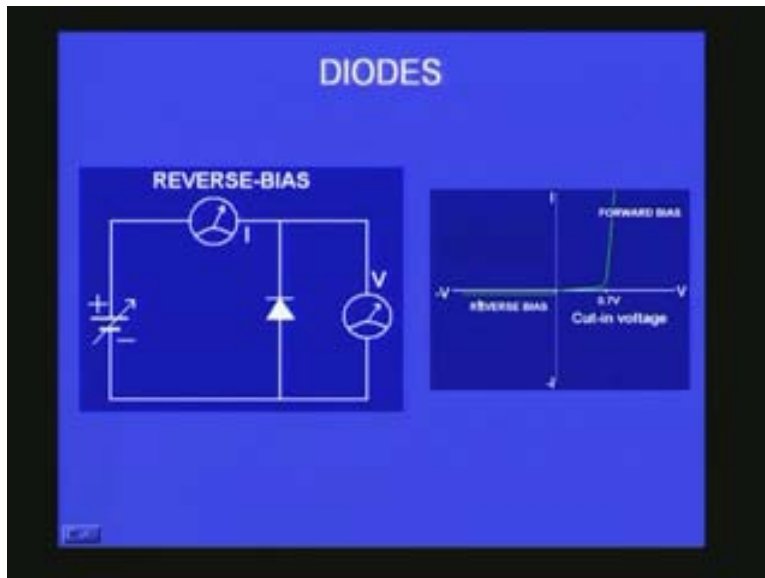 DIODES
REVERSE-BIAS
I
V
+
−
I
FORWARD BIAS
-V
V
REVERSE BIAS
0.7V
Cut-in voltage
-I